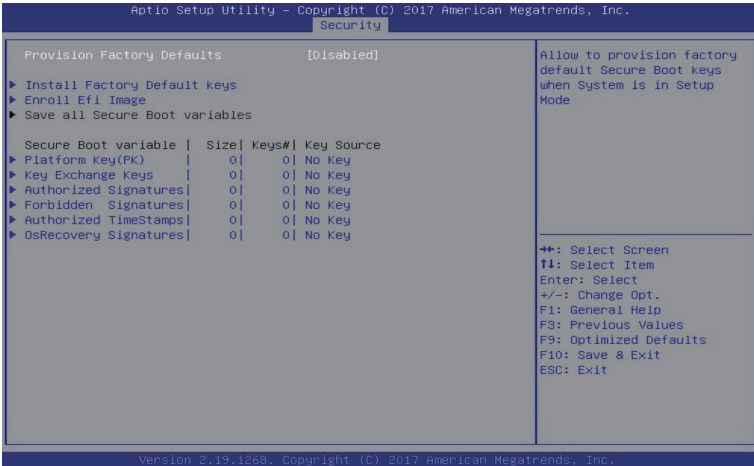 Aptio Setup Utility – Copyright (C) 2017 American Megatrends, Inc.
Security
Provision Factory Defaults [Disabled]
Install Factory Default keys
Enroll Efi Image
Save all Secure Boot variables
Secure Boot variable | Size| Keys#| Key Source
Platform Key(PK) | 0| 0| No Key
Key Exchange Keys | 0| 0| No Key
Authorized Signatures| 0| 0| No Key
Forbidden Signatures| 0| 0| No Key
Authorized TimeStamps| 0| 0| No Key
OsRecovery Signatures| 0| 0| No Key
Allow to provision factory
default Secure Boot keys
when System is in Setup
Mode
→←: Select Screen
↑↓: Select Item
Enter: Select
+/-: Change Opt.
F1: General Help
F3: Previous Values
F9: Optimized Defaults
F10: Save & Exit
ESC: Exit
Version 2.19.1268. Copyright (C) 2017 American Megatrends, Inc.